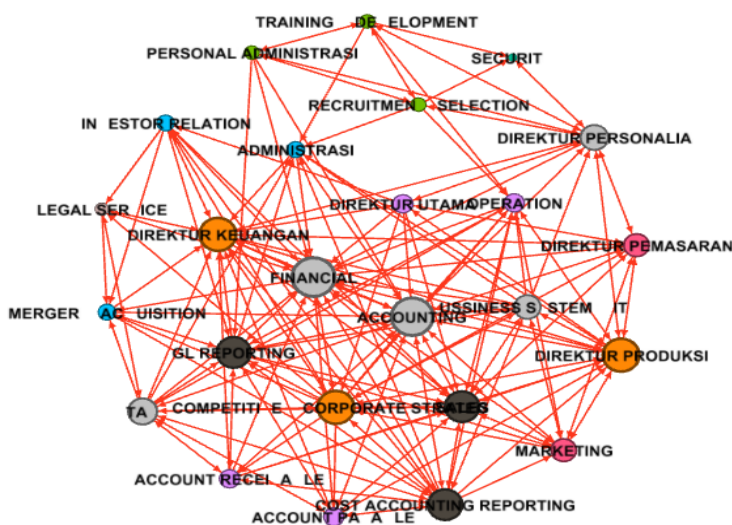 TRAINING DE ELOPMENT
PERSONAL ADMINISTRASI
SECURIT
RECRUITMEN SELECTION
IN ESTOR RELATION
DIREKTUR PERSONALIA
ADMINISTRASI
LEGAL SER ICE
DIREKTUR UTAMA
OPERATION
DIREKTUR KEUANGAN
DIREKTUR PEMASARAN
FINANCIAL
MERGER AC UISITION
ACCOUNTING
USSINESS S STEM IT
GL REPORTING
DIREKTUR PRODUKSI
TA
COMPETITI E
CORPORATE
MARKETING
ACCOUNT RECEI A LE
COST ACCOUNTING REPORTING
ACCOUNT PA A LE